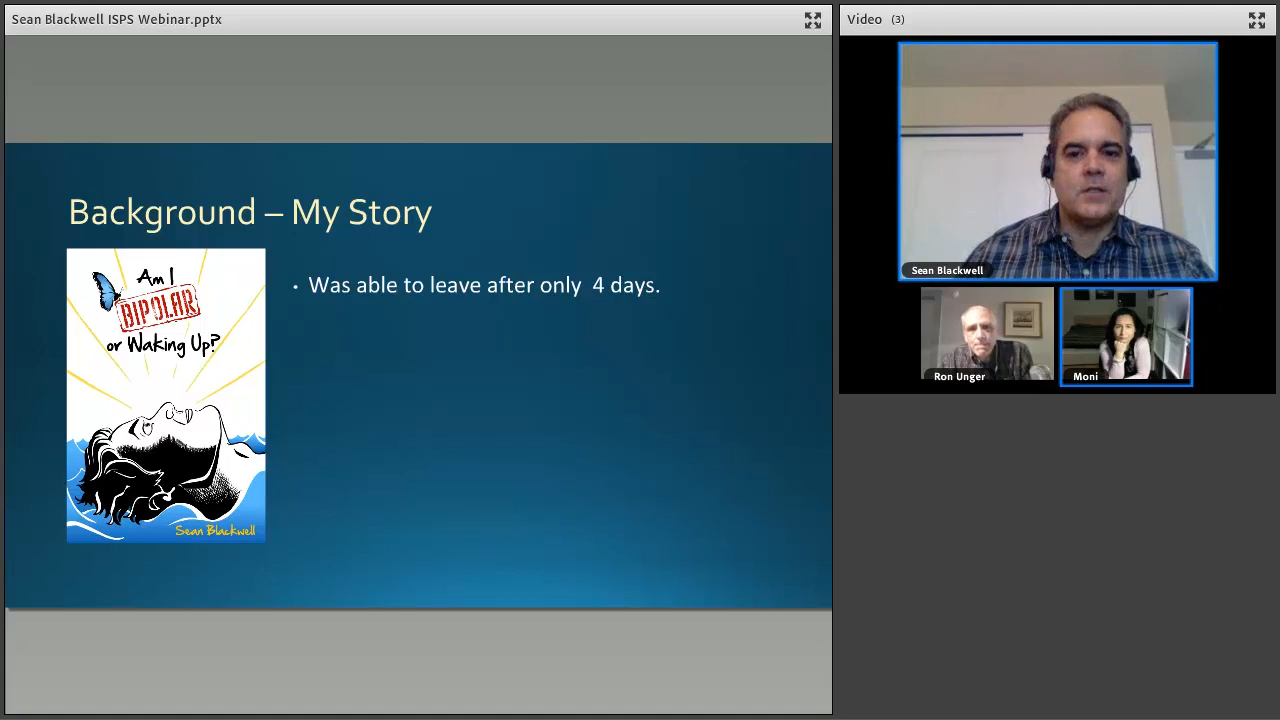 Sean Blackwell ISPS Webinar.pptx
Background – My Story
Am I
BIPOLAR
or Waking Up?
Sean Blackwell
• Was able to leave after only 4 days.
Video (3)
Sean Blackwell
Ron Unger
Moni